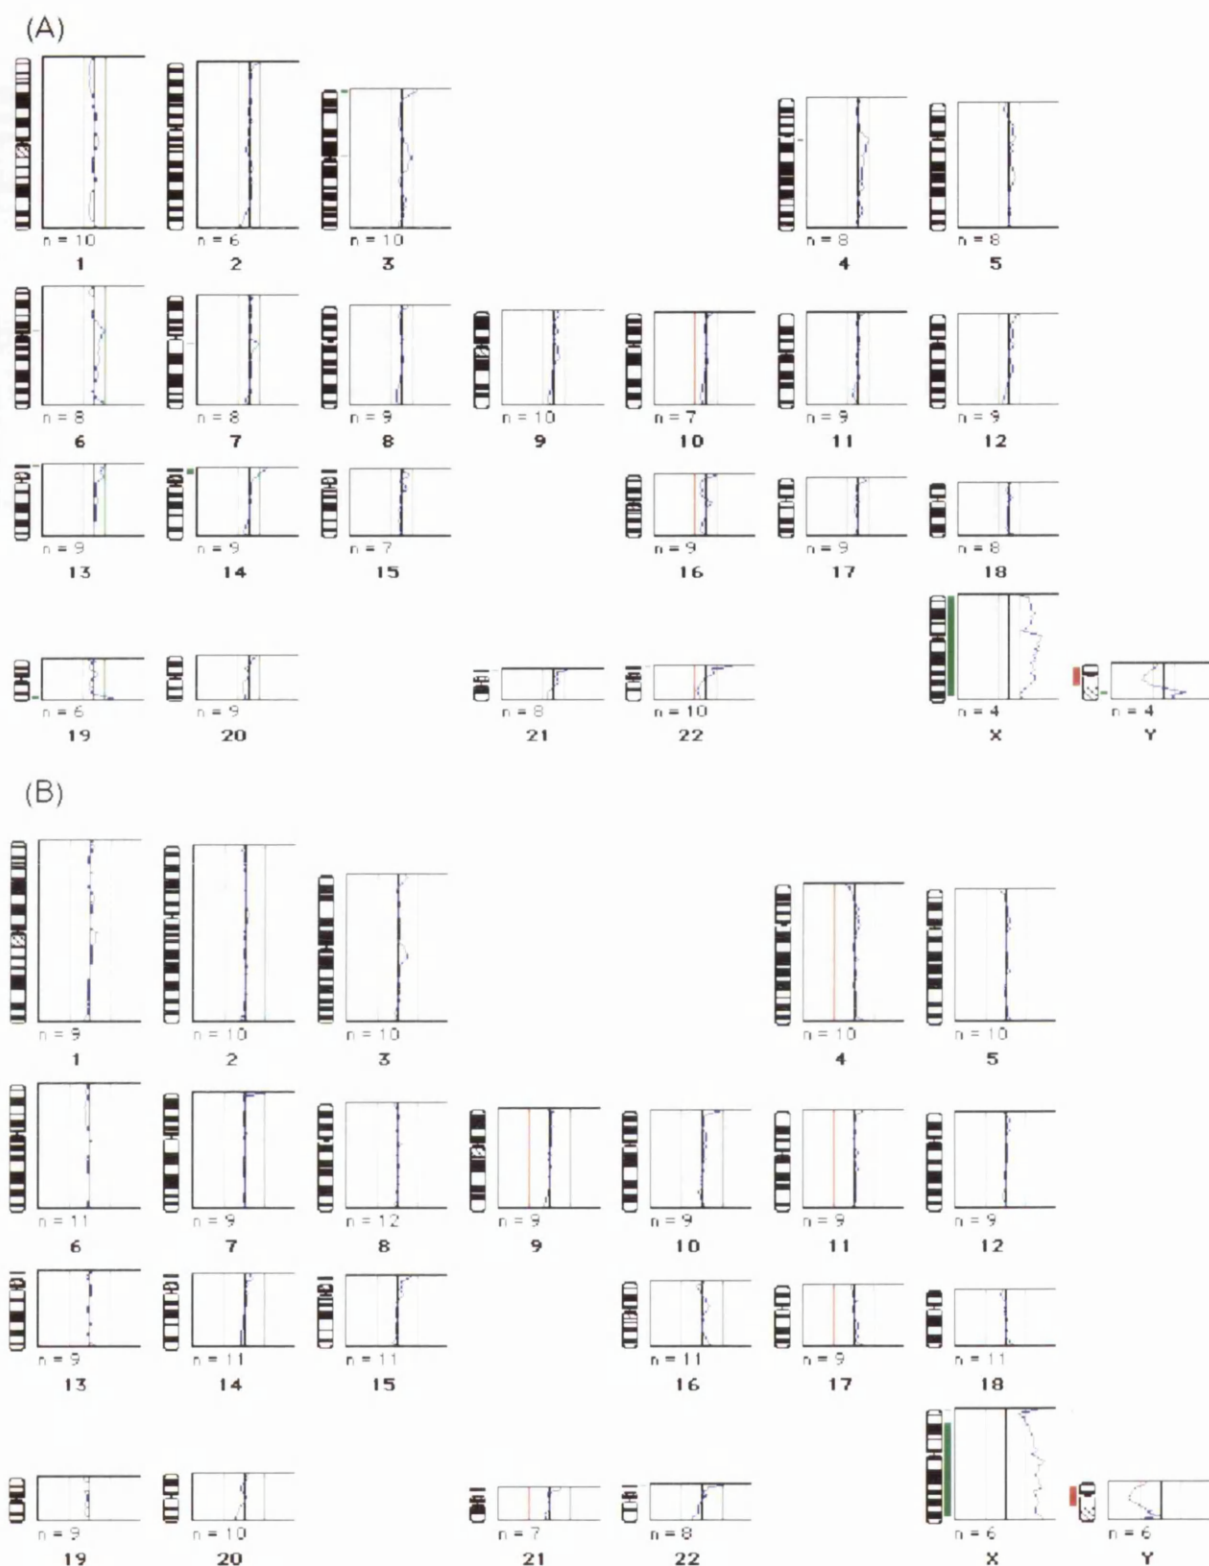 (A)
n = 10 n = 6 n = 10 n = 8 n = 8
1 2 3 4 5
n = 8 n = 8 n = 9 n = 10 n = 7 n = 9 n = 9
6 7 8 9 10 11 12
n = 9 n = 9 n = 7 n = 9 n = 9 n = 8
13 14 15 16 17 18
n = 6 n = 9 n = 8 n = 10 n = 4 n = 4
19 20 21 22 X Y
(B)
n = 9 n = 10 n = 10 n = 10 n = 10
1 2 3 4 5
n = 11 n = 9 n = 12 n = 9 n = 9 n = 9 n = 9
6 7 8 9 10 11 12
n = 9 n = 11 n = 11 n = 11 n = 9 n = 11
13 14 15 16 17 18
n = 9 n = 10 n = 7 n = 8 n = 6 n = 6
19 20 21 22 X Y